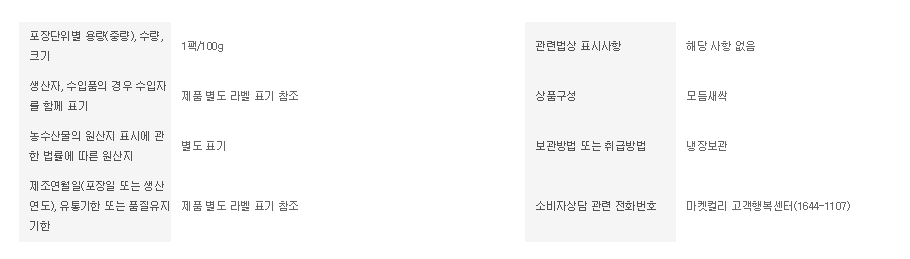 포장단위별 용량(중량), 수량,
크기
1팩/100g
관련법상 표시사항
해당 사항 없음
생산자, 수입품의 경우 수입자
를 함께 표기
제품 별도 라벨 표기 참조
상품구성
모듬새싹
농수산물의 원산지 표시에 관
한 법률에 따른 원산지
별도 표기
보관방법 또는 취급방법
냉장보관
제조연월일(포장일 또는 생산
연도), 유통기한 또는 품질유지
기한
제품 별도 라벨 표기 참조
소비자상담 관련 전화번호
마켓컬리 고객행복센터(1644-1107)